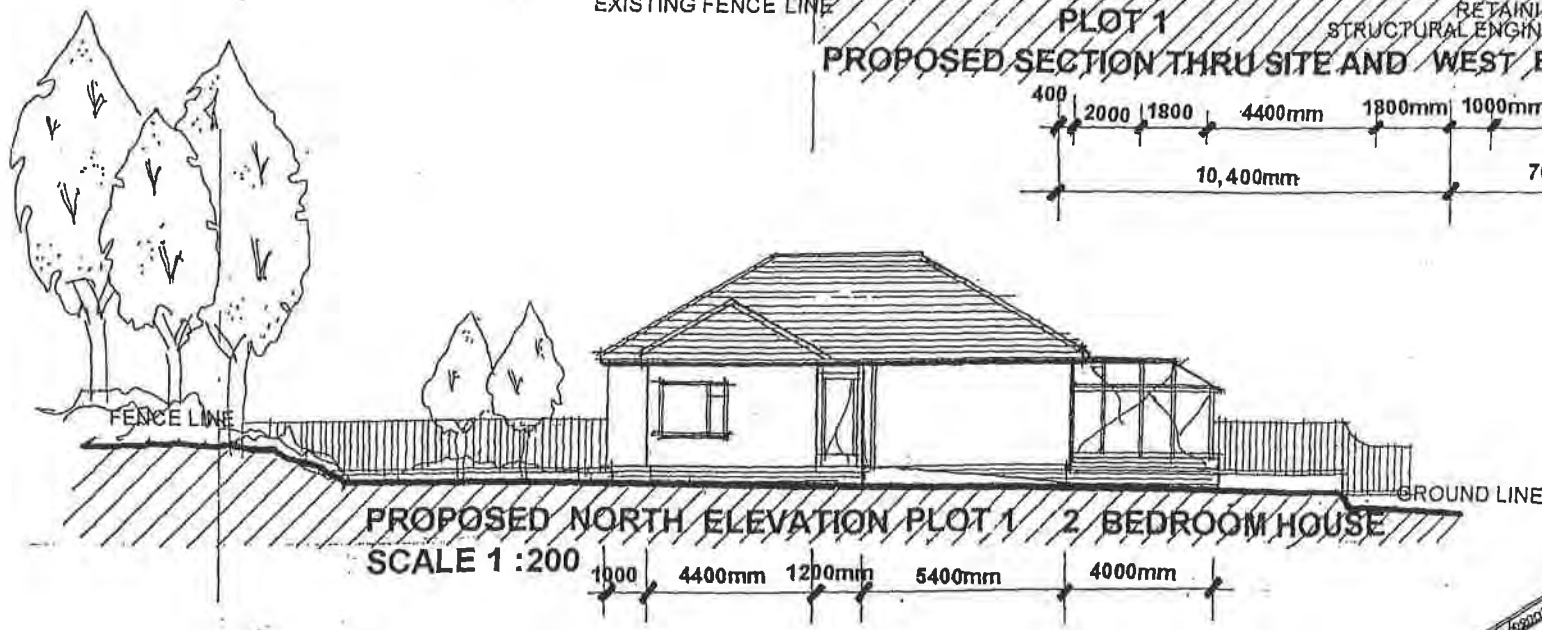 EXISTING FENCE LINE
PLOT 1
STRUCTURAL
PROPOSED SECTION THRU SITE AND WEST
400 2000 1800 4400mm 1800mm 1000mm
10,400mm
FENCE LINE
GROUND LINE
PROPOSED NORTH ELEVATION PLOT 1 2 BEDROOM HOUSE
SCALE 1 :200
1000 4400mm 1200mm 5400mm 4000mm